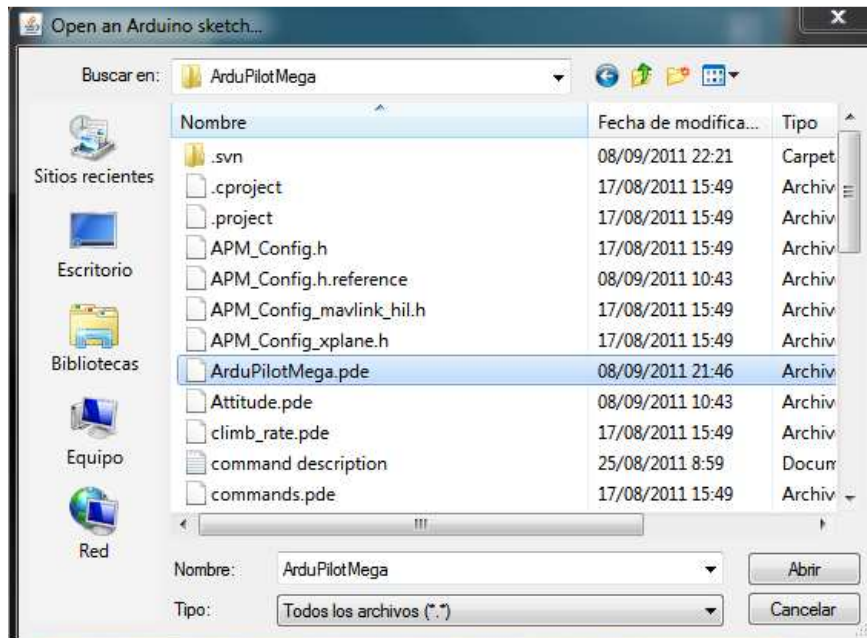 Open an Arduino sketch...
Buscar en: ArduPilotMega
Nombre Fecha de modifica... Tipo
.svn 08/09/2011 22:21 Carpet
.cproject 17/08/2011 15:49 Archiv
.project 17/08/2011 15:49 Archiv
APM_Config.h 17/08/2011 15:49 Archiv
APM_Config.h.reference 08/09/2011 10:43 Archiv
APM_Config_mavlink_hil.h 17/08/2011 15:49 Archiv
APM_Config_xplane.h 17/08/2011 15:49 Archiv
ArduPilotMega.pde 08/09/2011 21:46 Archiv
Attitude.pde 08/09/2011 10:43 Archiv
climb_rate.pde 17/08/2011 15:49 Archiv
command description 25/08/2011 8:59 Docum
commands.pde 17/08/2011 15:49 Archiv
Sitios recientes
Escritorio
Bibliotecas
Equipo
Red
Nombre: ArduPilotMega Abrir
Tipo: Todos los archivos (*.*) Cancelar